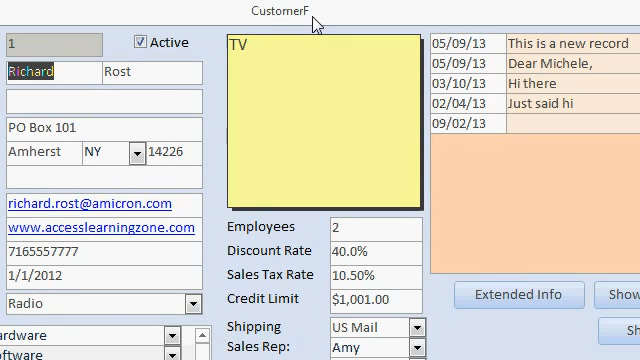 CustomerF
1
Active
Richard Rost
PO Box 101
Amherst NY 14226
richard.rost@amicron.com
www.accesslearningzone.com
7165557777
1/1/2012
Radio
ardware
oftware
TV
Employees 2
Discount Rate 40.0%
Sales Tax Rate 10.50%
Credit Limit $1,001.00
Shipping US Mail
Sales Rep: Amy
05/09/13 This is a new record
05/09/13 Dear Michele,
03/10/13 Hi there
02/04/13 Just said hi
09/02/13
Extended Info
Show
Sh